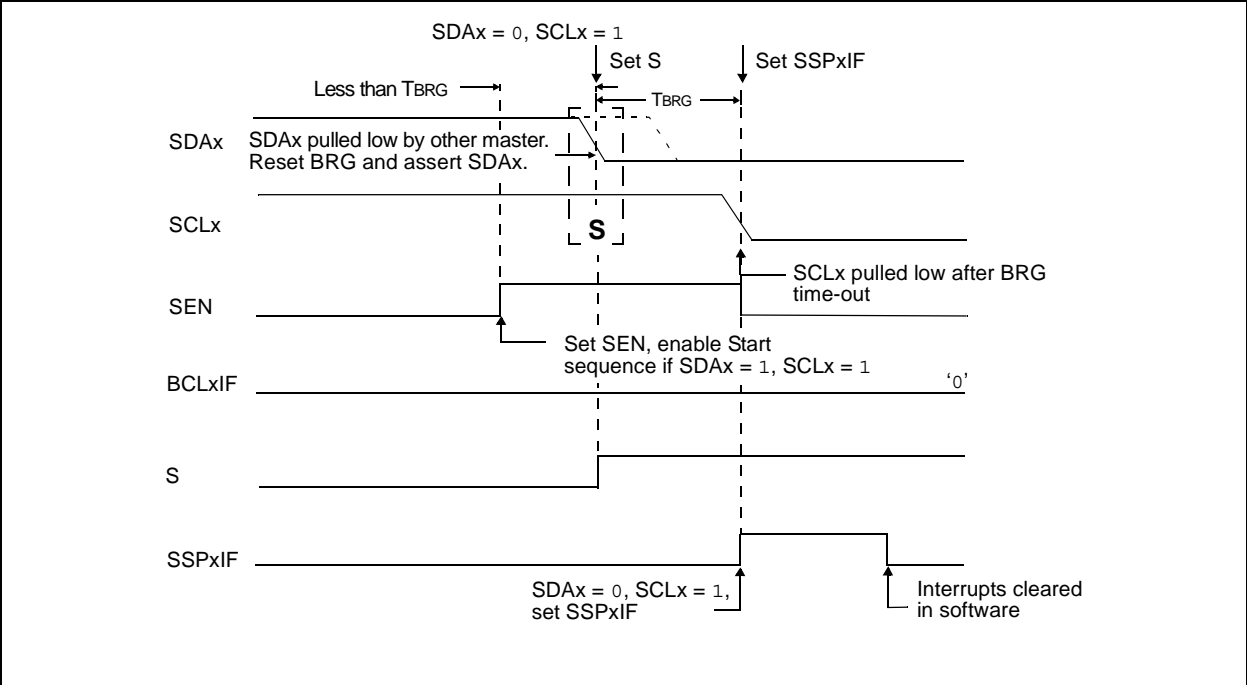 SDAx = 0, SCLx = 1
Set S
Set SSPxIF
Less than TBRG
TBRG
SDAx
SDAx pulled low by other master.
Reset BRG and assert SDAx.
SCLx
S
SCLx pulled low after BRG
time-out
SEN
Set SEN, enable Start
sequence if SDAx = 1, SCLx = 1
BCLxIF
‘0’
S
SSPxIF
SDAx = 0, SCLx = 1,
set SSPxIF
Interrupts cleared
in software